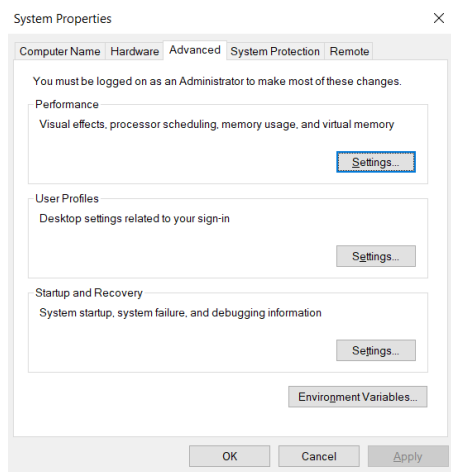 System Properties
Computer Name Hardware Advanced System Protection Remote
You must be logged on as an Administrator to make most of these changes.
Performance
Visual effects, processor scheduling, memory usage, and virtual memory
Settings...
User Profiles
Desktop settings related to your sign-in
Settings...
Startup and Recovery
System startup, system failure, and debugging information
Settings...
Environment Variables...
OK Cancel Apply